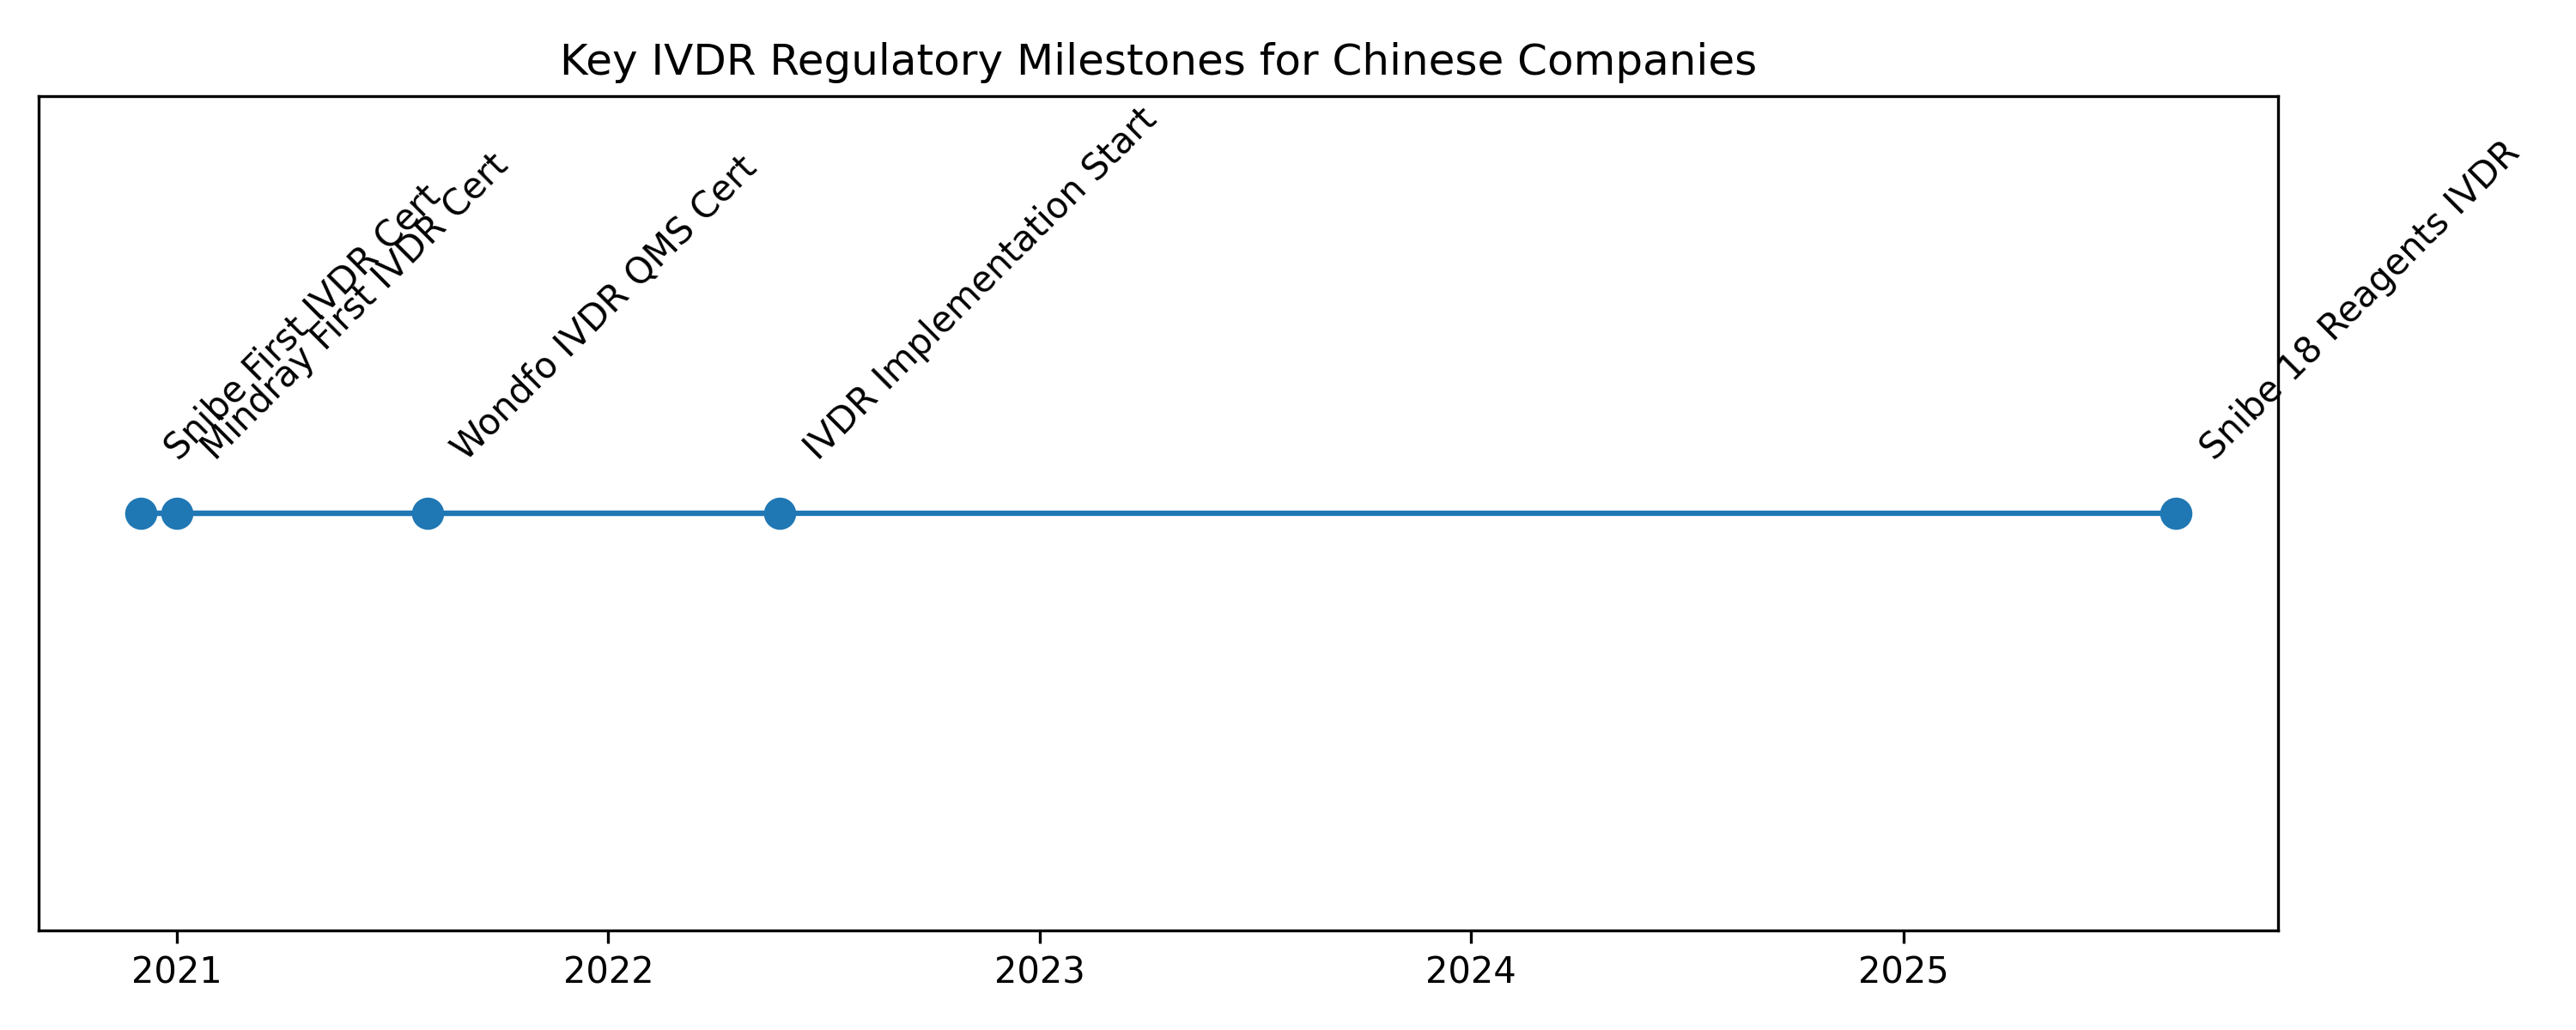 Key IVDR Regulatory Milestones for Chinese Companies
Snibe First IVDR Cert
Mindray First IVDR Cert
Wondfo IVDR QMS Cert
IVDR Implementation Start
Snibe 18 Reagents IVDR
2021
2022
2023
2024
2025